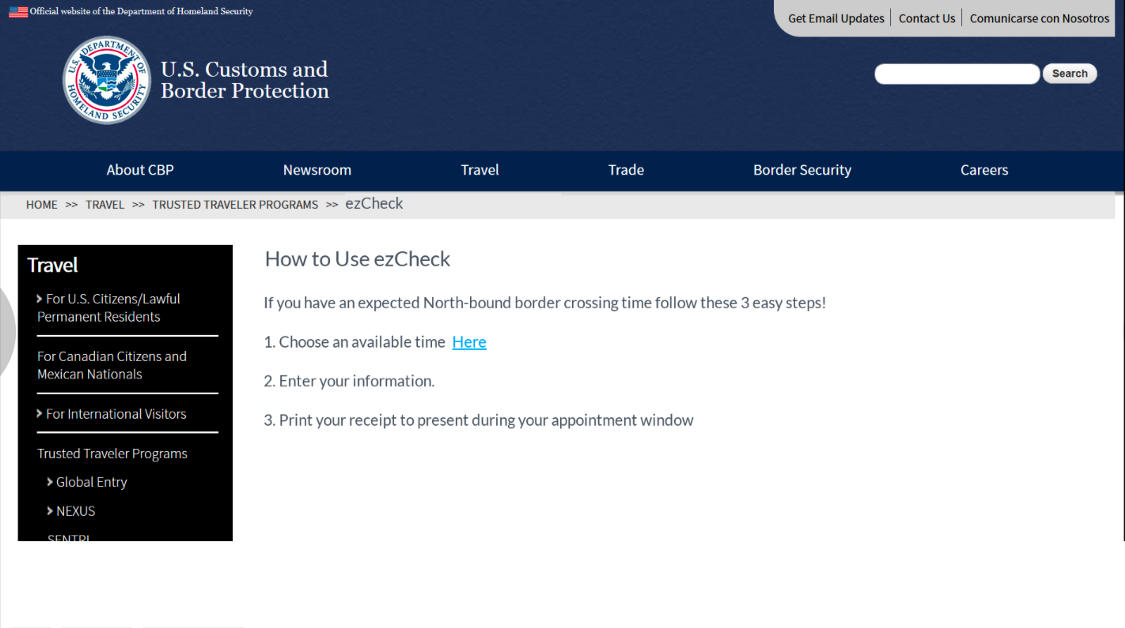 Official website of the Department of Homeland Security
Get Email Updates Contact Us Comunicarse con Nosotros
U.S. DEPARTMENT OF HOMELAND SECURITY
U.S. Customs and
Border Protection
Search
About CBP Newsroom Travel Trade Border Security Careers
HOME >> TRAVEL >> TRUSTED TRAVELER PROGRAMS >> ezCheck
Travel
For U.S. Citizens/Lawful
Permanent Residents
For Canadian Citizens and
Mexican Nationals
For International Visitors
Trusted Traveler Programs
Global Entry
NEXUS
SENTRI
How to Use ezCheck
If you have an expected North-bound border crossing time follow these 3 easy steps!
1. Choose an available time Here
2. Enter your information.
3. Print your receipt to present during your appointment window